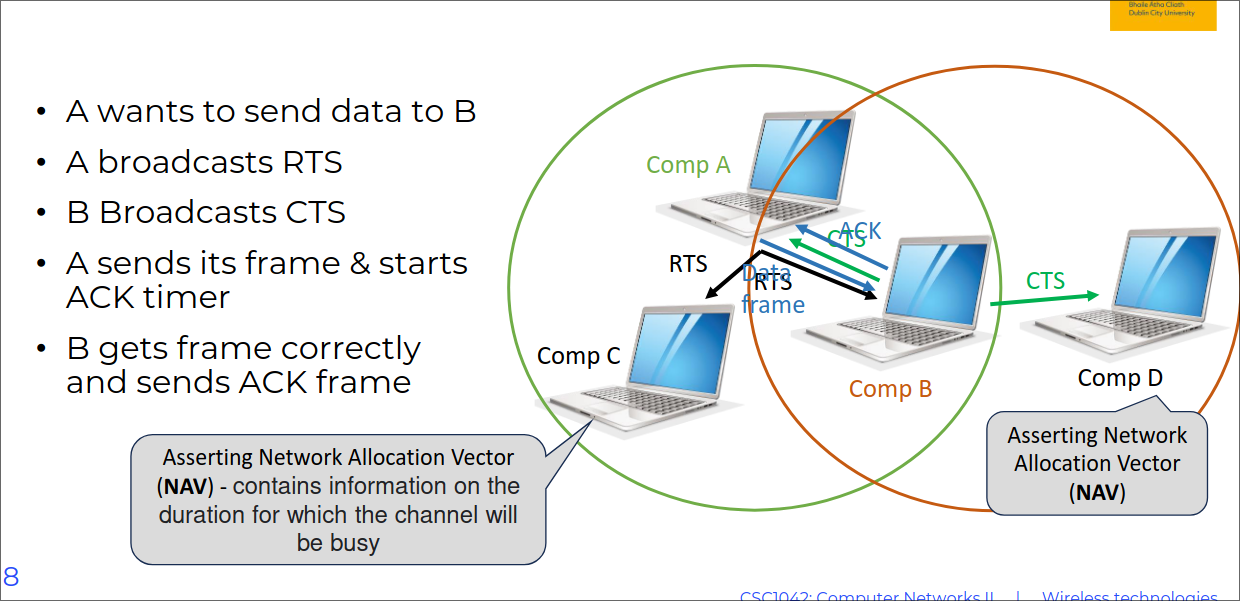 Bhaile Átha Cliath
Dublin City University
• A wants to send data to B
• A broadcasts RTS
• B Broadcasts CTS
• A sends its frame & starts
ACK timer
• B gets frame correctly
and sends ACK frame
Comp A
ACK
CTS
RTS
Data
RTS
frame
CTS
Comp C
Comp B
Comp D
Asserting Network Allocation Vector
(NAV) - contains information on the
duration for which the channel will
be busy
Asserting Network
Allocation Vector
(NAV)
8
CSC1042: Computer Networks II | Wireless technologies